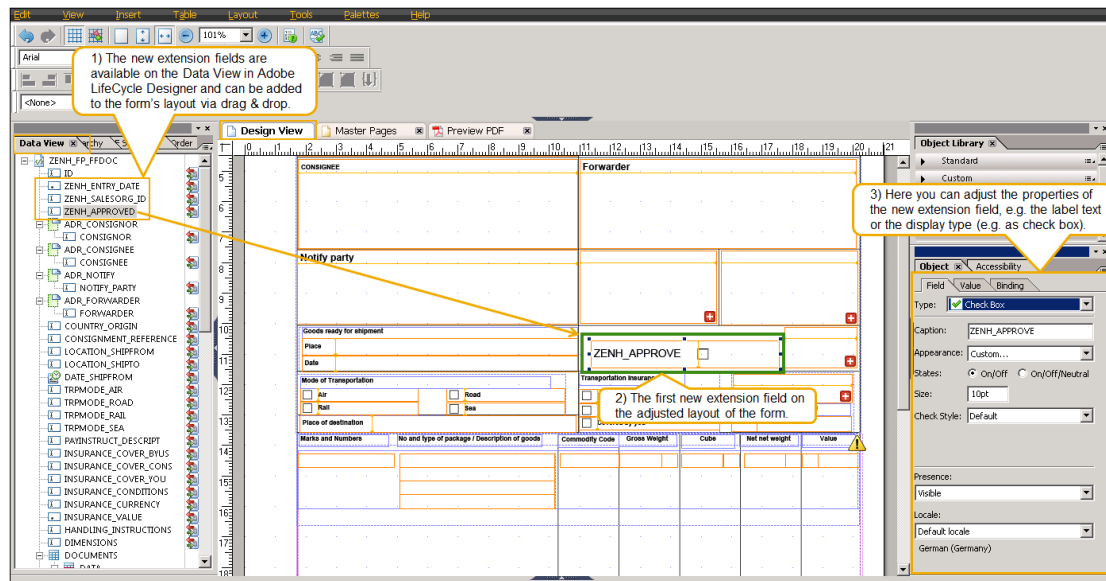 Edit View Insert Table Layout Tools Palettes Help
101%
Arial
<None>
1) The new extension fields are
available on the Data View in Adobe
LifeCycle Designer and can be added
to the form's layout via drag & drop.
Data View
Design View Master Pages Preview PDF
Object Library
Standard
Custom
ZENH_FP_FFDOC
ID
ZENH_ENTRY_DATE
ZENH_SALESORG_ID
ZENH_APPROVED
ADR_CONSIGNOR
CONSIGNOR
ADR_CONSIGNEE
CONSIGNEE
ADR_NOTIFY
NOTIFY_PARTY
ADR_FORWARDER
FORWARDER
COUNTRY_ORIGIN
CONSIGNMENT_REFERENCE
LOCATION_SHIPFROM
LOCATION_SHIPTO
DATE_SHIPFROM
TRPMODE_AIR
TRPMODE_ROAD
TRPMODE_RAIL
TRPMODE_SEA
PAYINSTRUCT_DESCRIPT
INSURANCE_COVER_BYUS
INSURANCE_COVER_CONS
INSURANCE_COVER_YOU
INSURANCE_CONDITIONS
INSURANCE_CURRENCY
INSURANCE_VALUE
HANDLING_INSTRUCTIONS
DIMENSIONS
DOCUMENTS
DATA
CONSIGNEE Forwarder
Notify party
Goods ready for shipment
Place
Date
ZENH_APPROVE
Mode of Transportation Transportation Insurance
Air Road
Rail Sea
Place of destination
2) The first new extension field on
the adjusted layout of the form.
Marks and Numbers No and type of package / Description of goods Commodity Code Gross Weight Cube Net net weight Value
3) Here you can adjust the properties of
the new extension field, e.g. the label text
or the display type (e.g. as check box).
Object Accessibility
Field Value Binding
Type: Check Box
Caption: ZENH_APPROVE
Appearance: Custom...
States: On/Off On/Off/Neutral
Size: 10pt
Check Style: Default
Presence:
Visible
Locale:
Default locale
German (Germany)